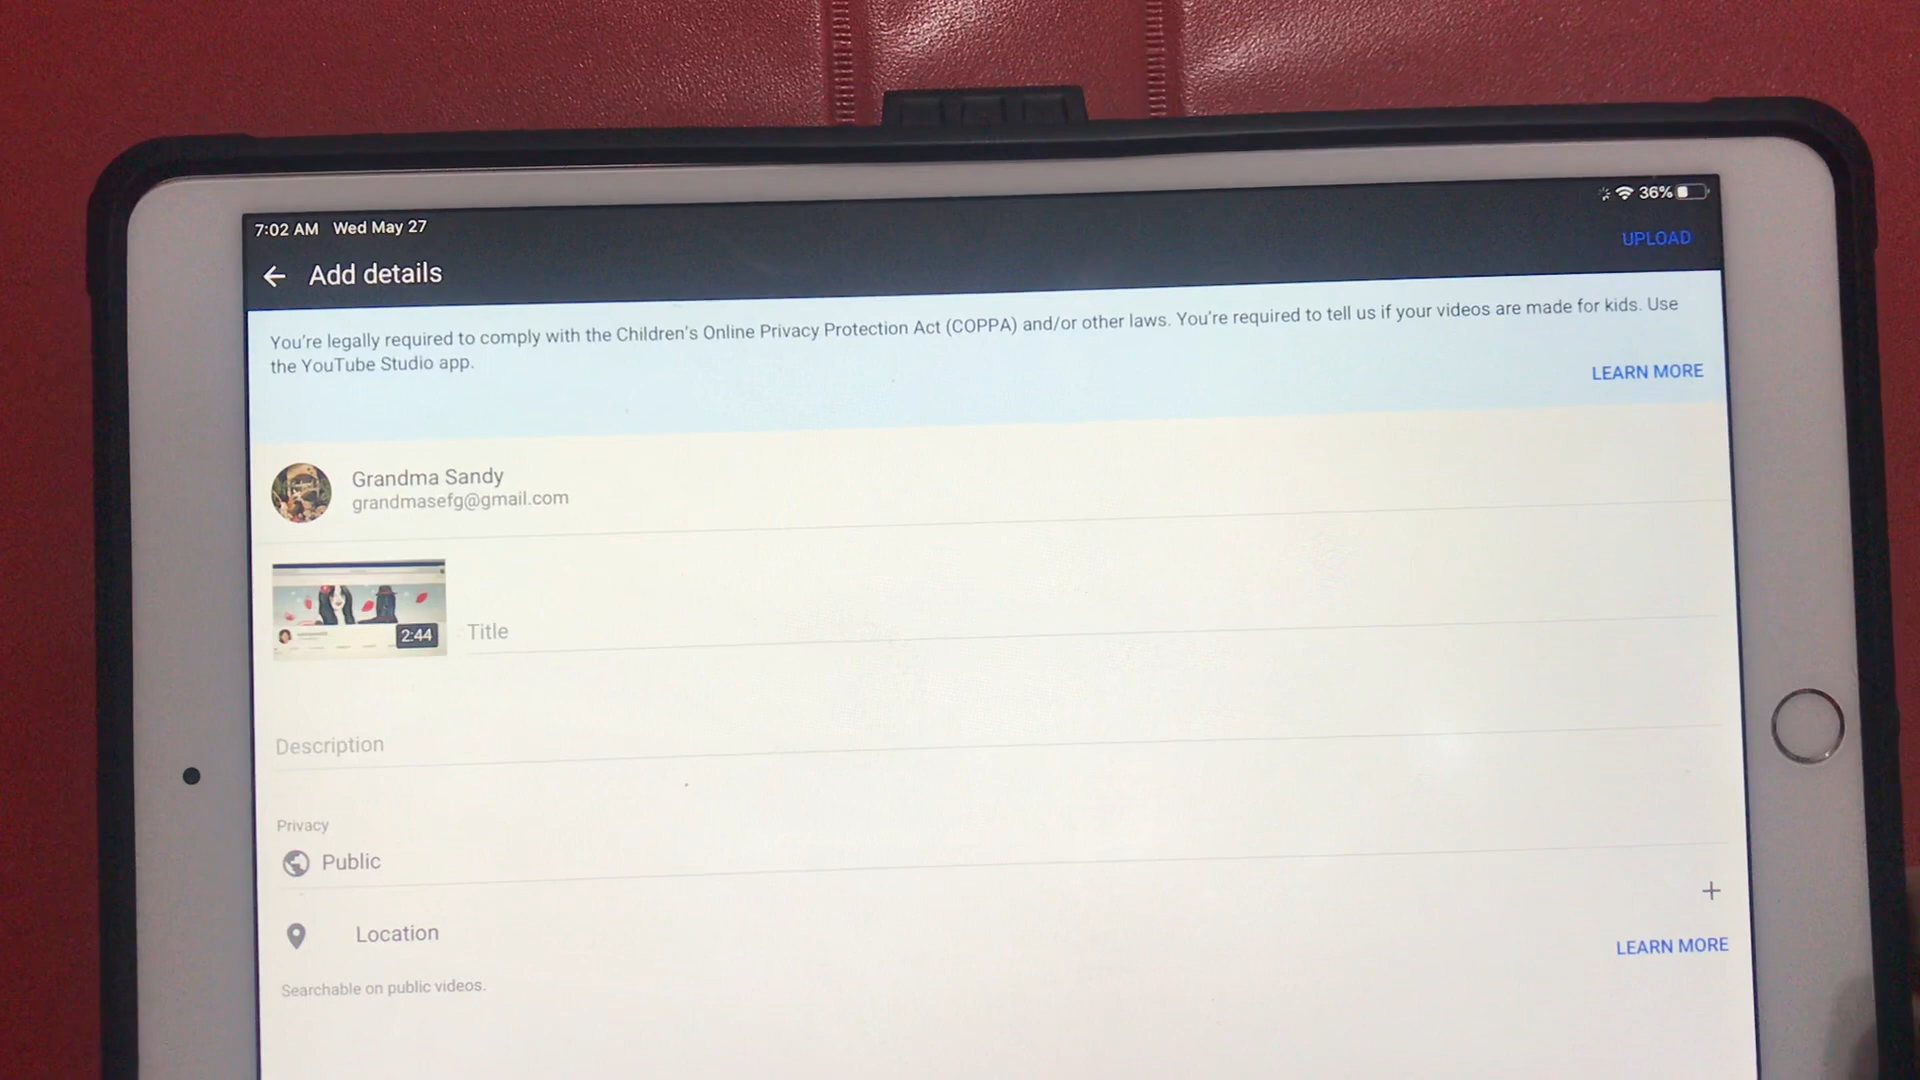 7:02 AM Wed May 27
36%
UPLOAD
Add details
You're legally required to comply with the Children's Online Privacy Protection Act (COPPA) and/or other laws. You're required to tell us if your videos are made for kids. Use
the YouTube Studio app.
LEARN MORE
Grandma Sandy
grandmasefg@gmail.com
2:44
Title
Description
Privacy
Public
Location
LEARN MORE
Searchable on public videos.